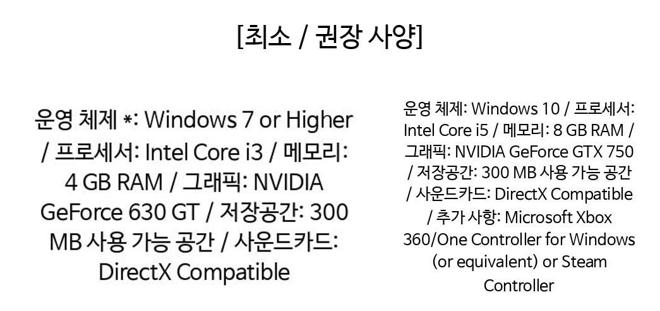 [최소 / 권장 사양]
운영 체제 *: Windows 7 or Higher
/ 프로세서: Intel Core i3 / 메모리:
4 GB RAM / 그래픽: NVIDIA
GeForce 630 GT / 저장공간: 300
MB 사용 가능 공간 / 사운드카드:
DirectX Compatible
운영 체제: Windows 10 / 프로세서:
Intel Core i5 / 메모리: 8 GB RAM /
그래픽: NVIDIA GeForce GTX 750
/ 저장공간: 300 MB 사용 가능 공간
/ 사운드카드: DirectX Compatible
/ 추가 사항: Microsoft Xbox
360/One Controller for Windows
(or equivalent) or Steam
Controller